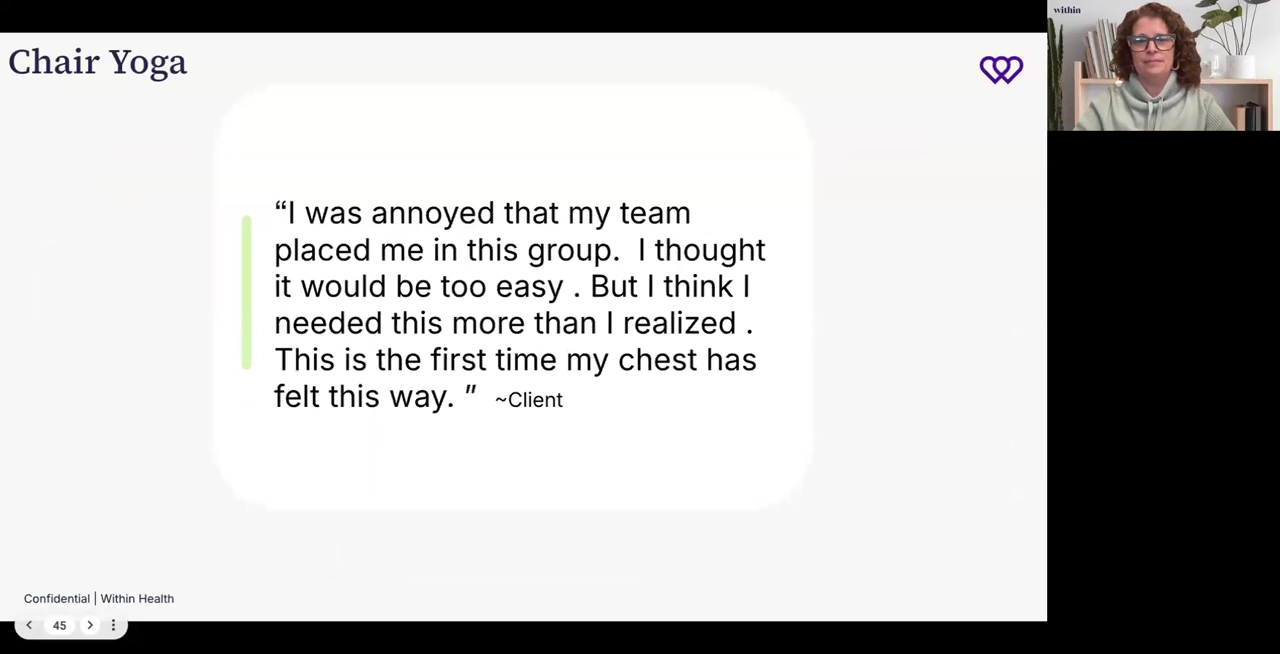 Chair Yoga
within
“I was annoyed that my team
placed me in this group.  I thought
it would be too easy . But I think I
needed this more than I realized .
This is the first time my chest has
felt this way. ” ~Client
Confidential | Within Health
45